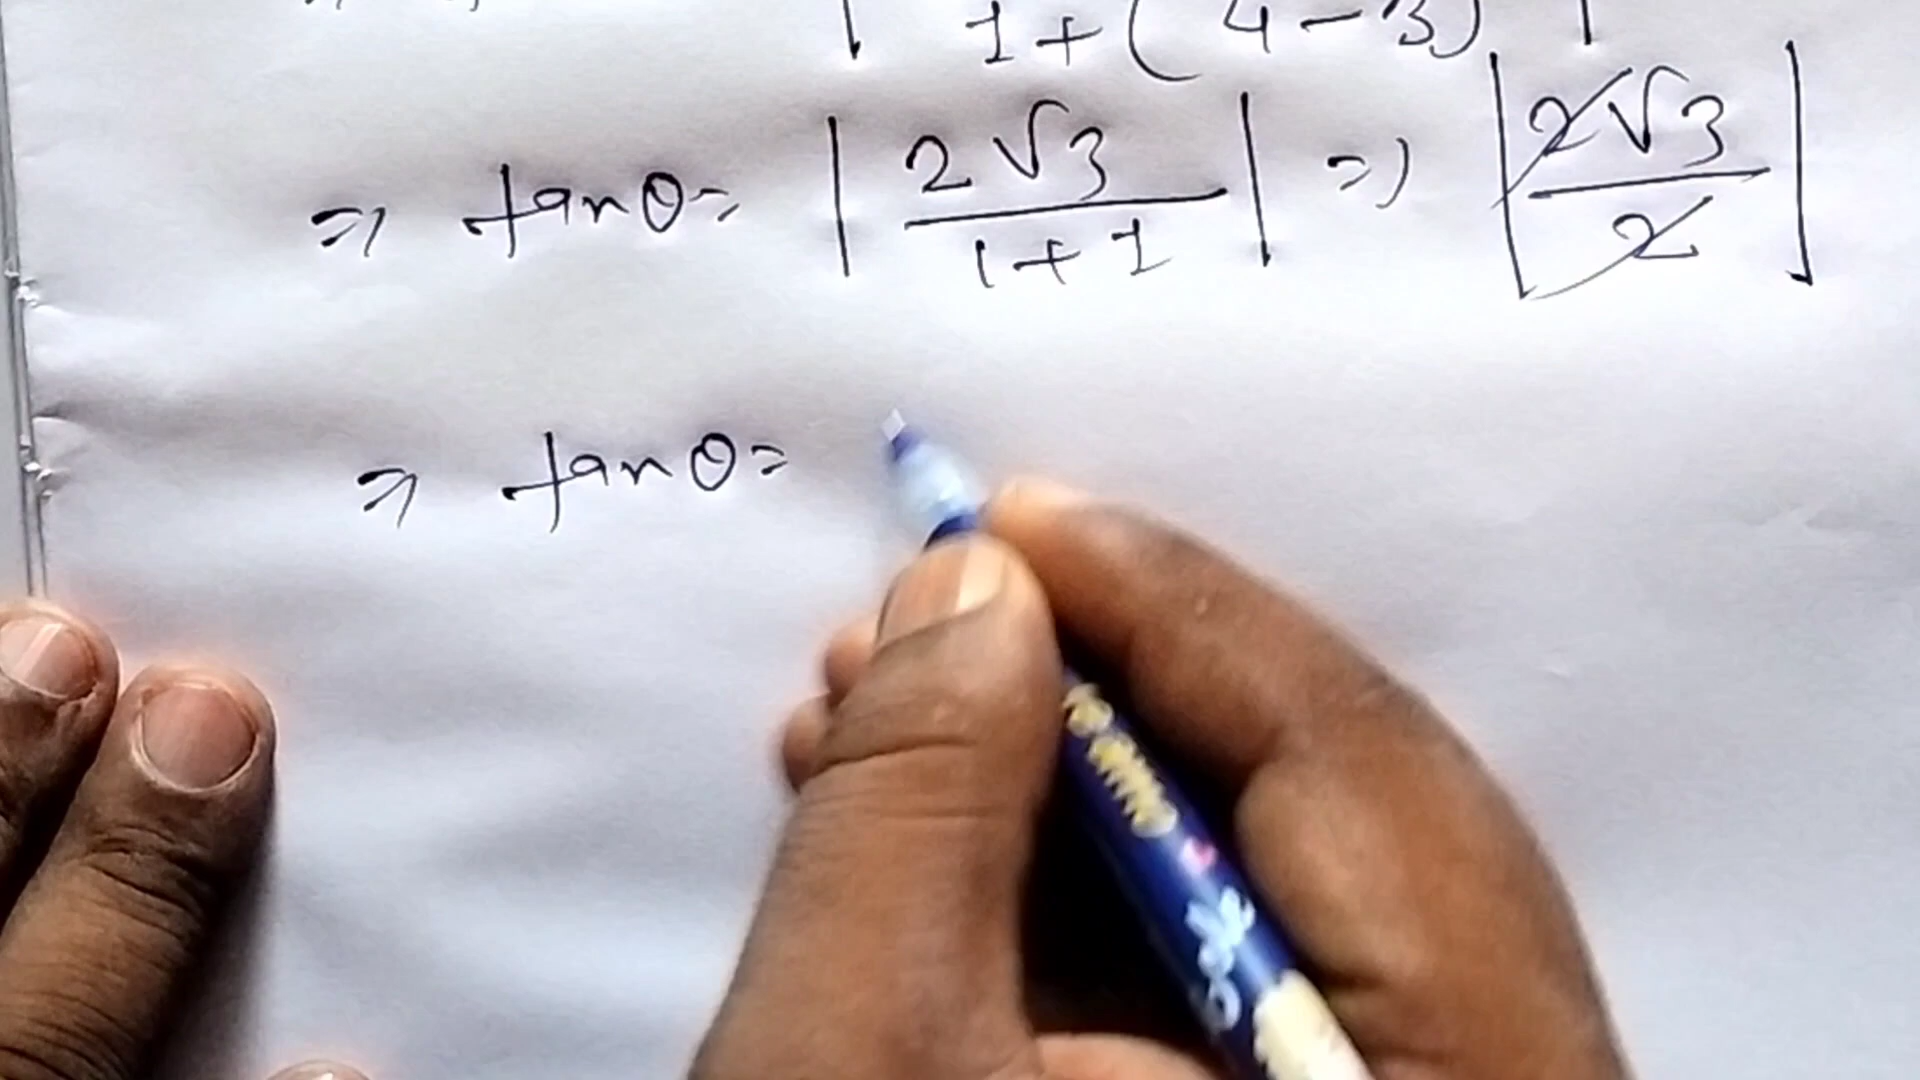 1+(4-3)
⇒ tanθ= |2√3/1+1| ⇒ |2√3/2|
⇒ tanθ=